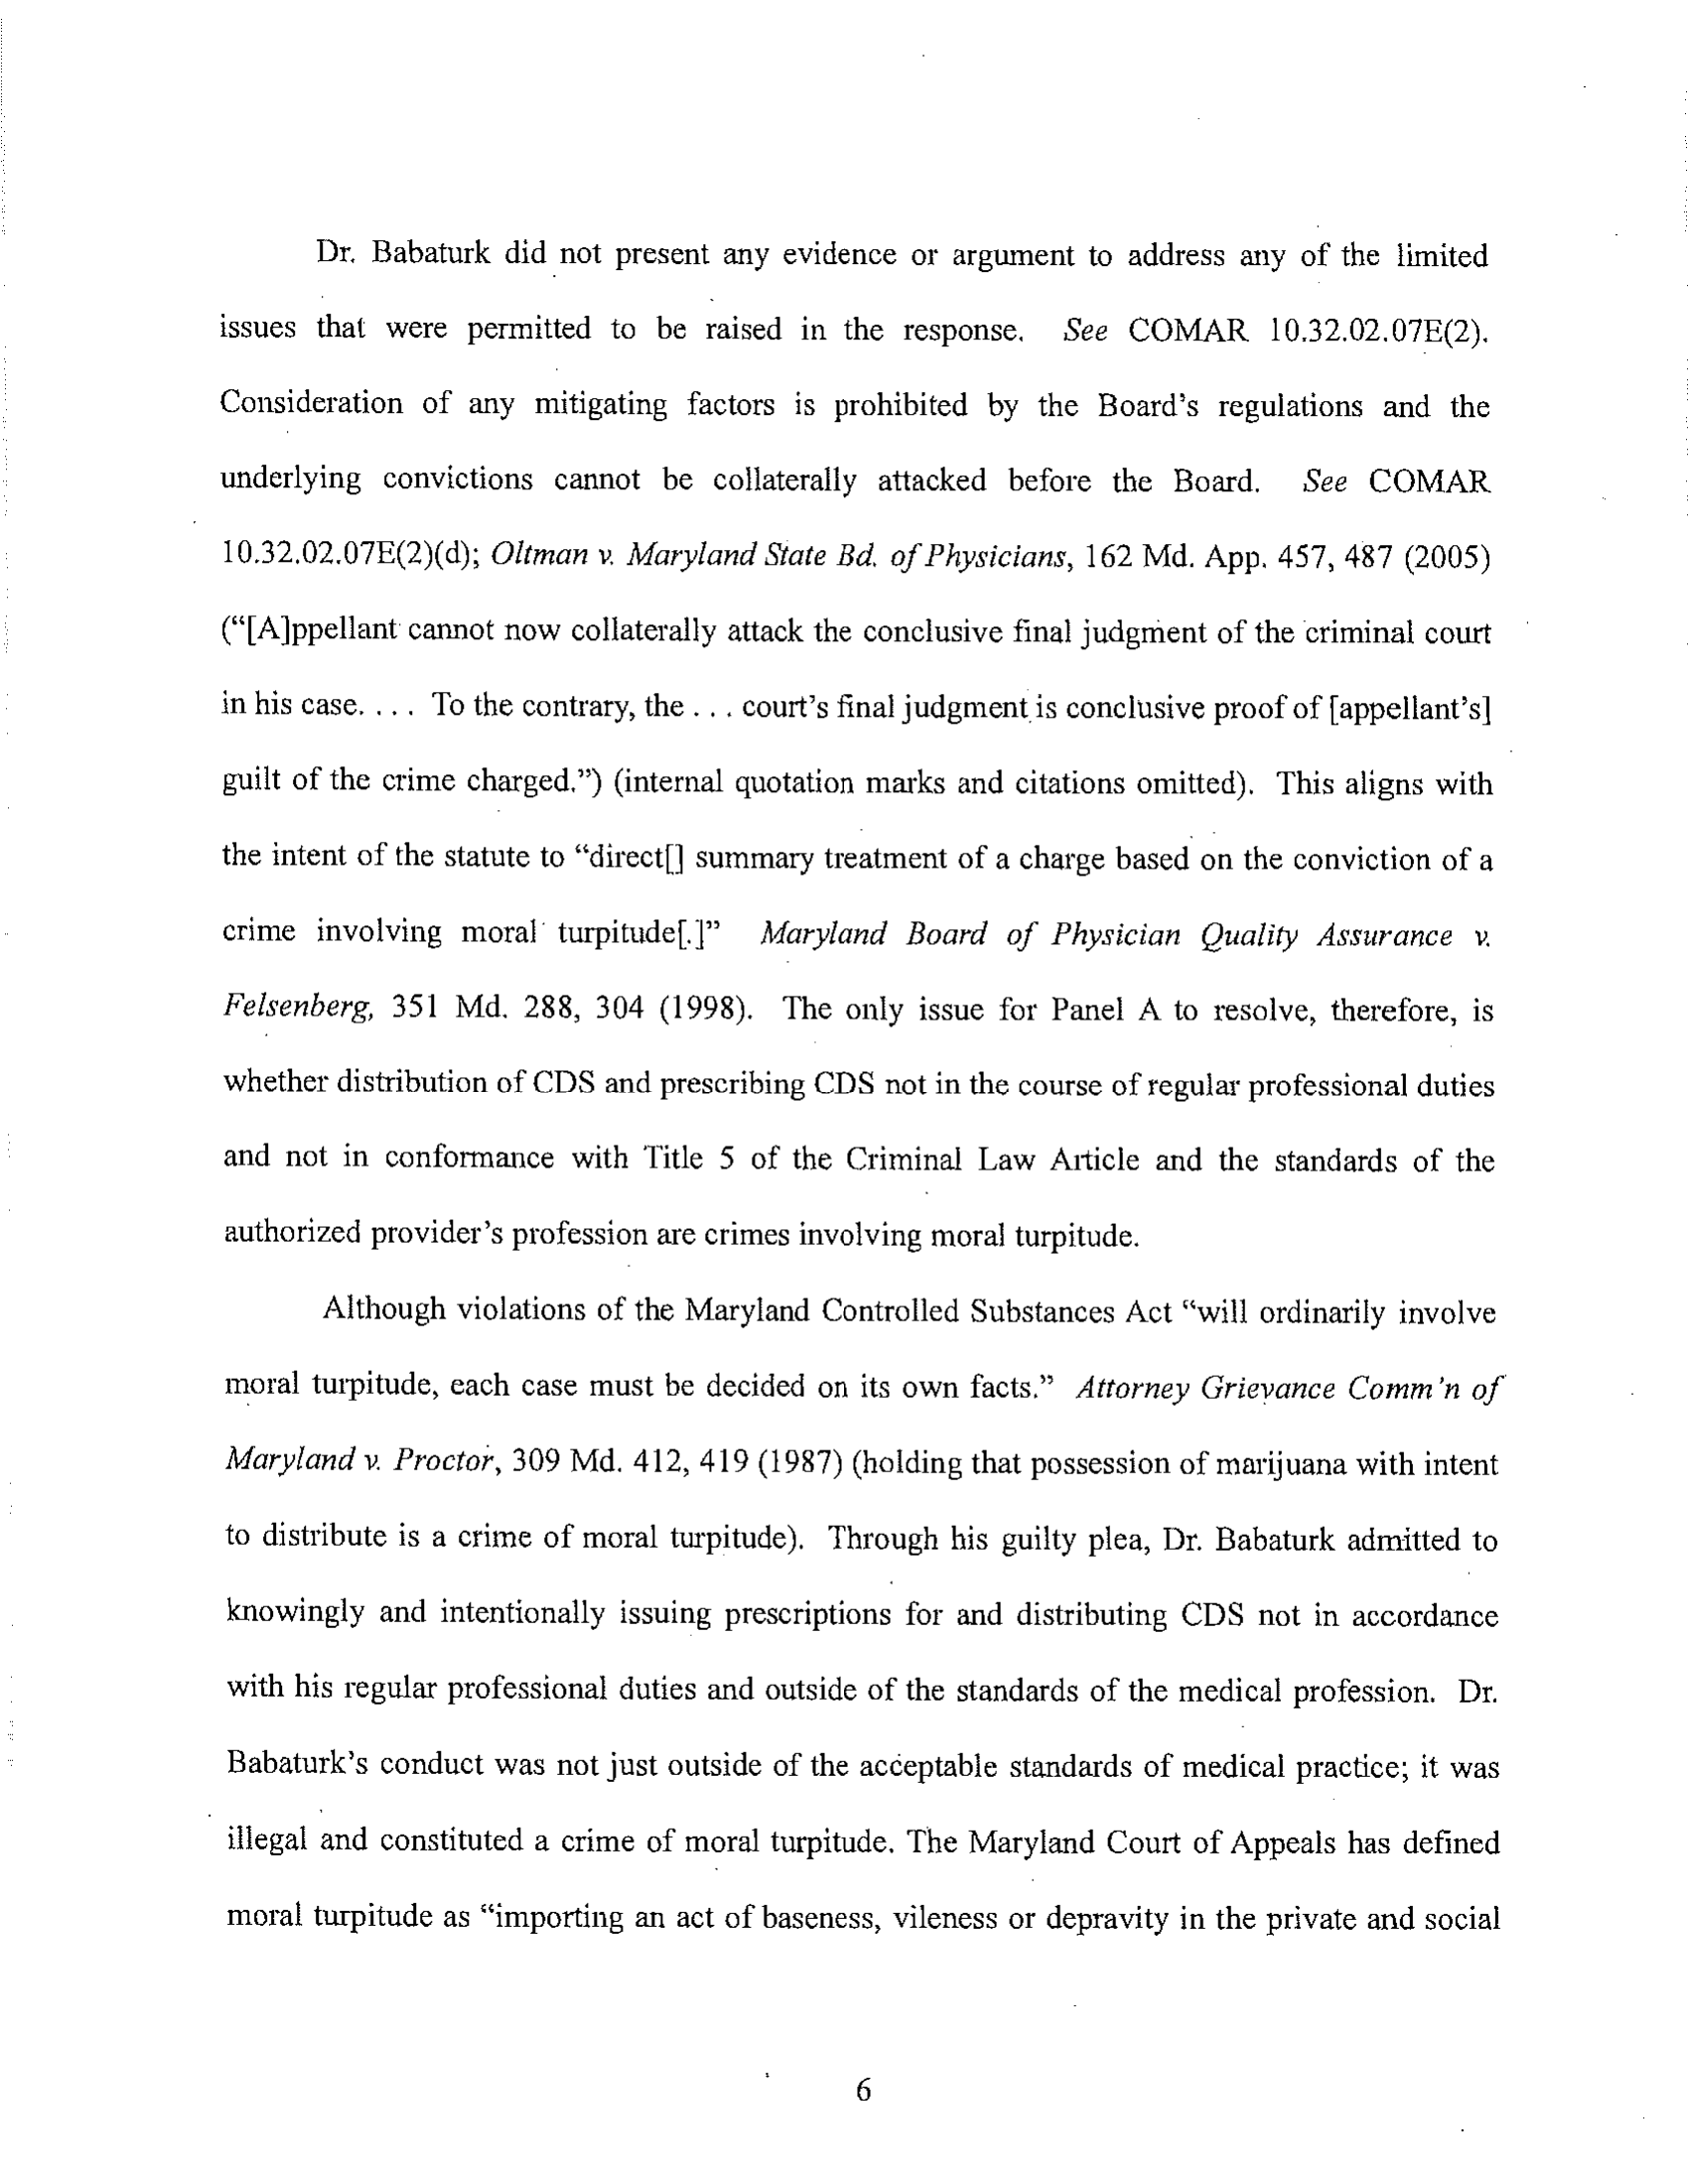 Dr. Babaturk did not present any evidence or argument to address any of the limited
issues that were permitted to be raised in the response. See COMAR 10.32.02.07E(2).
Consideration of any mitigating factors is prohibited by the Board's regulations and the
underlying convictions cannot be collaterally attacked before the Board. See COMAR
10.32.02.07E(2)(d); Oltman v. Maryland State Bd. of Physicians, 162 Md. App. 457, 487 (2005)
("[A]ppellant cannot now collaterally attack the conclusive final judgment of the criminal court
in his case. . . . To the contrary, the . . . court's final judgment is conclusive proof of [appellant's]
guilt of the crime charged.") (internal quotation marks and citations omitted). This aligns with
the intent of the statute to "direct[] summary treatment of a charge based on the conviction of a
crime involving moral turpitude[.]" Maryland Board of Physician Quality Assurance v.
Felsenberg, 351 Md. 288, 304 (1998). The only issue for Panel A to resolve, therefore, is
whether distribution of CDS and prescribing CDS not in the course of regular professional duties
and not in conformance with Title 5 of the Criminal Law Article and the standards of the
authorized provider's profession are crimes involving moral turpitude.
Although violations of the Maryland Controlled Substances Act "will ordinarily involve
moral turpitude, each case must be decided on its own facts." Attorney Grievance Comm'n of
Maryland v. Proctor, 309 Md. 412, 419 (1987) (holding that possession of marijuana with intent
to distribute is a crime of moral turpitude). Through his guilty plea, Dr. Babaturk admitted to
knowingly and intentionally issuing prescriptions for and distributing CDS not in accordance
with his regular professional duties and outside of the standards of the medical profession. Dr.
Babaturk's conduct was not just outside of the acceptable standards of medical practice; it was
illegal and constituted a crime of moral turpitude. The Maryland Court of Appeals has defined
moral turpitude as "importing an act of baseness, vileness or depravity in the private and social
6